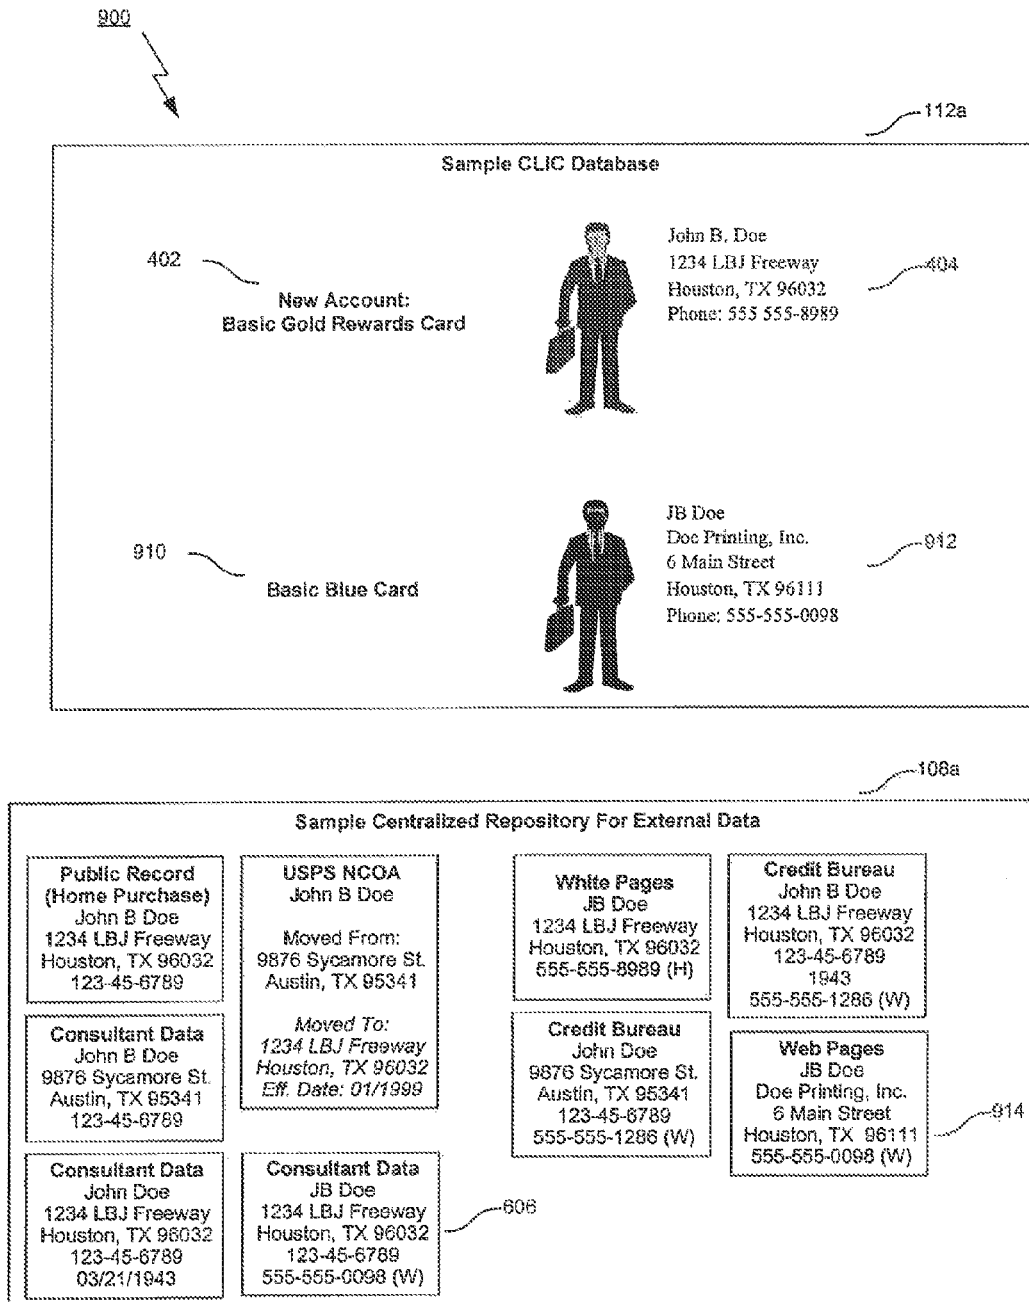 900
112a
Sample CLIC Database
402
New Account:
Basic Gold Rewards Card
John B. Doe
1234 LBJ Freeway
Houston, TX 96032
Phone: 555 555-8989
404
910
Basic Blue Card
JB Doe
Doe Printing, Inc.
6 Main Street
Houston, TX 96111
Phone: 555-555-0098
912
108a
Sample Centralized Repository For External Data
Public Record
(Home Purchase)
John B Doe
1234 LBJ Freeway
Houston, TX 96032
123-45-6789
USPS NCOA
John B Doe
Moved From:
9876 Sycamore St.
Austin, TX 95341
Moved To:
1234 LBJ Freeway
Houston, TX 96032
Eff. Date: 01/1999
White Pages
JB Doe
1234 LBJ Freeway
Houston, TX 96032
555-555-8989 (H)
Credit Bureau
John B Doe
1234 LBJ Freeway
Houston, TX 96032
123-45-6789
1943
555-555-1286 (W)
Consultant Data
John B Doe
9876 Sycamore St.
Austin, TX 95341
123-45-6789
Credit Bureau
John Doe
9876 Sycamore St.
Austin, TX 95341
123-45-6789
555-555-1286 (W)
Web Pages
JB Doe
Doe Printing, Inc.
6 Main Street
Houston, TX 96111
555-555-0098 (W)
914
Consultant Data
John Doe
1234 LBJ Freeway
Houston, TX 96032
123-45-6789
03/21/1943
Consultant Data
JB Doe
1234 LBJ Freeway
Houston, TX 96032
123-45-6789
555-555-0098 (W)
606